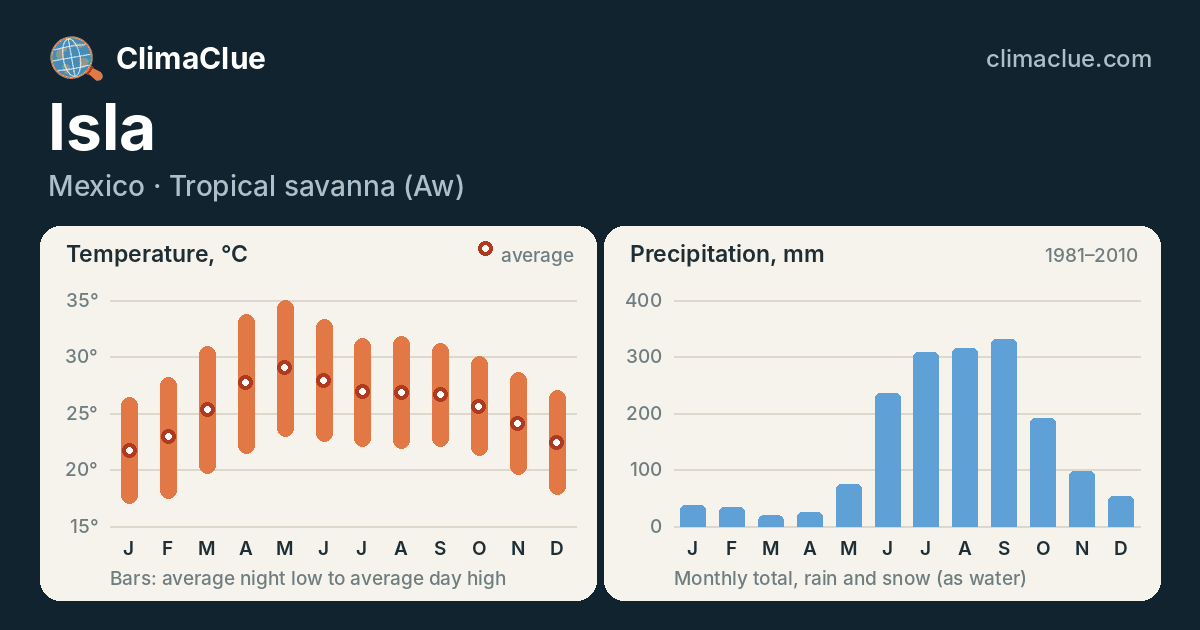 ClimaClue
climaclue.com
Isla
Mexico · Tropical savanna (Aw)
Temperature, °C
average
35°
30°
25°
20°
15°
J F M A M J J A S O N D
Bars: average night low to average day high
Precipitation, mm
1981–2010
400
300
200
100
0
J F M A M J J A S O N D
Monthly total, rain and snow (as water)